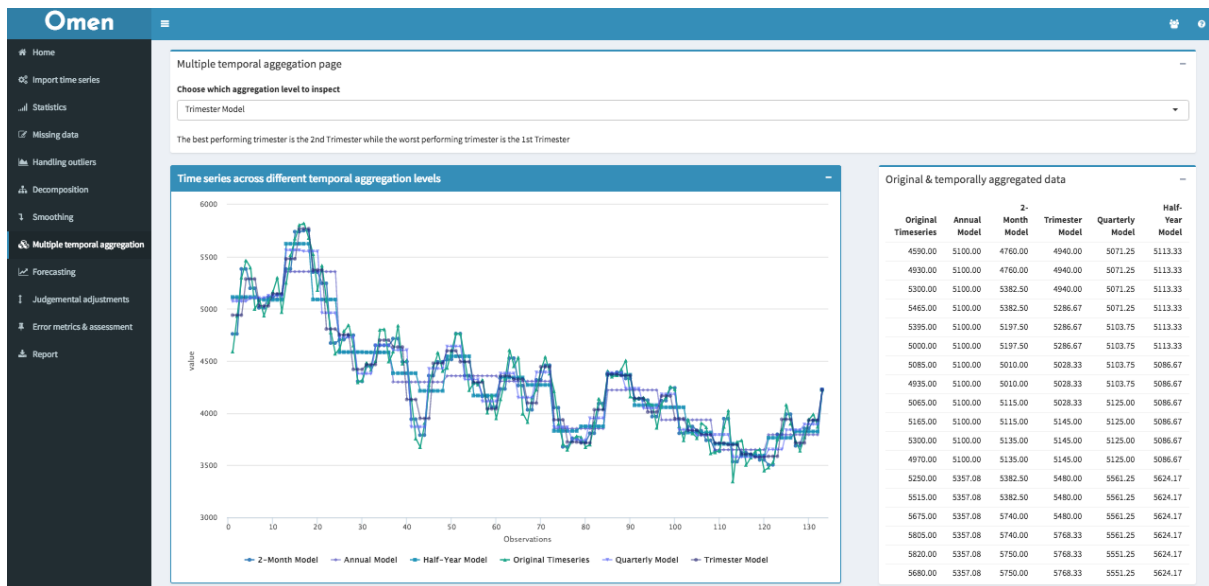 Omen
Home
Import time series
Statistics
Missing data
Handling outliers
Decomposition
Smoothing
Multiple temporal aggregation
Forecasting
Judgemental adjustments
Error metrics & assessment
Report
Multiple temporal aggegation page
Choose which aggregation level to inspect
Trimester Model
The best performing trimester is the 2nd Trimester while the worst performing trimester is the 1st Trimester
Time series across different temporal aggregation levels
6000
5500
5000
4500
4000
3500
3000
value
0 10 20 30 40 50 60 70 80 90 100 110 120 130
Observations
2-Month Model Annual Model Half-Year Model Original Timeseries Quarterly Model Trimester Model
Original & temporally aggregated data
2- Half-
Original Annual Month Trimester Quarterly Year
Timeseries Model Model Model Model Model
4590.00 5100.00 4760.00 4940.00 5071.25 5113.33
4930.00 5100.00 4760.00 4940.00 5071.25 5113.33
5300.00 5100.00 5382.50 4940.00 5071.25 5113.33
5465.00 5100.00 5382.50 5286.67 5071.25 5113.33
5395.00 5100.00 5197.50 5286.67 5103.75 5113.33
5000.00 5100.00 5197.50 5286.67 5103.75 5113.33
5085.00 5100.00 5010.00 5028.33 5103.75 5086.67
4935.00 5100.00 5010.00 5028.33 5103.75 5086.67
5065.00 5100.00 5115.00 5028.33 5125.00 5086.67
5165.00 5100.00 5115.00 5145.00 5125.00 5086.67
5300.00 5100.00 5135.00 5145.00 5125.00 5086.67
4970.00 5100.00 5135.00 5145.00 5125.00 5086.67
5250.00 5357.08 5382.50 5480.00 5561.25 5624.17
5515.00 5357.08 5382.50 5480.00 5561.25 5624.17
5675.00 5357.08 5740.00 5480.00 5561.25 5624.17
5805.00 5357.08 5740.00 5768.33 5561.25 5624.17
5820.00 5357.08 5750.00 5768.33 5551.25 5624.17
5680.00 5357.08 5750.00 5768.33 5551.25 5624.17